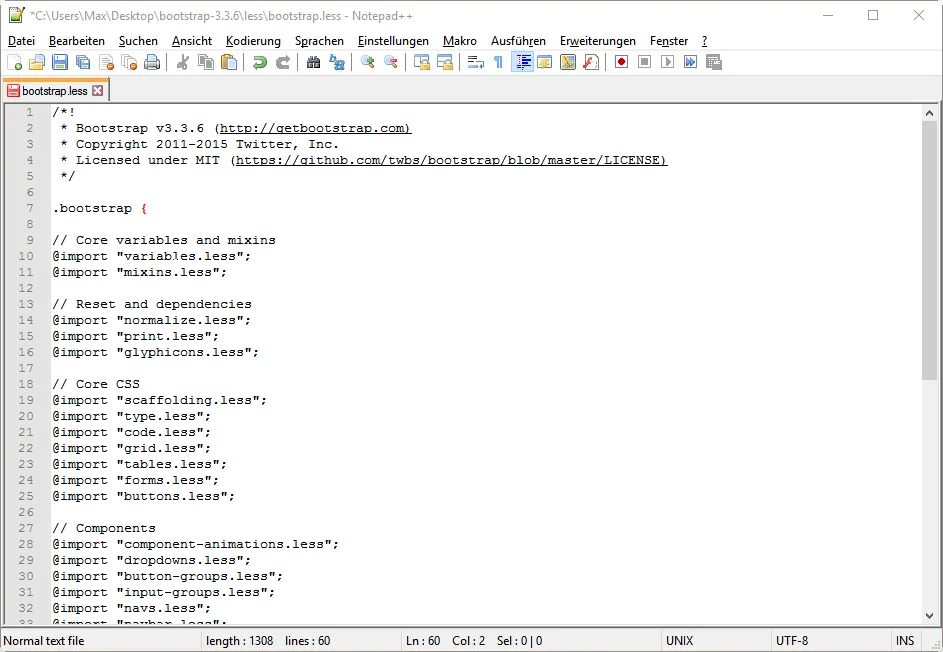 *C:\Users\Max\Desktop\bootstrap-3.3.6\less\bootstrap.less - Notepad++
Datei Bearbeiten Suchen Ansicht Kodierung Sprachen Einstellungen Makro Ausführen Erweiterungen Fenster ?
bootstrap.less
1 /*!
2 * Bootstrap v3.3.6 (http://getbootstrap.com)
3 * Copyright 2011-2015 Twitter, Inc.
4 * Licensed under MIT (https://github.com/twbs/bootstrap/blob/master/LICENSE)
5 */
6
7 .bootstrap {
8
9 // Core variables and mixins
10 @import "variables.less";
11 @import "mixins.less";
12
13 // Reset and dependencies
14 @import "normalize.less";
15 @import "print.less";
16 @import "glyphicons.less";
17
18 // Core CSS
19 @import "scaffolding.less";
20 @import "type.less";
21 @import "code.less";
22 @import "grid.less";
23 @import "tables.less";
24 @import "forms.less";
25 @import "buttons.less";
26
27 // Components
28 @import "component-animations.less";
29 @import "dropdowns.less";
30 @import "button-groups.less";
31 @import "input-groups.less";
32 @import "navs.less";
33 @import "navbar.less";
Normal text file length : 1308 lines : 60 Ln : 60 Col : 2 Sel : 0 | 0 UNIX UTF-8 INS